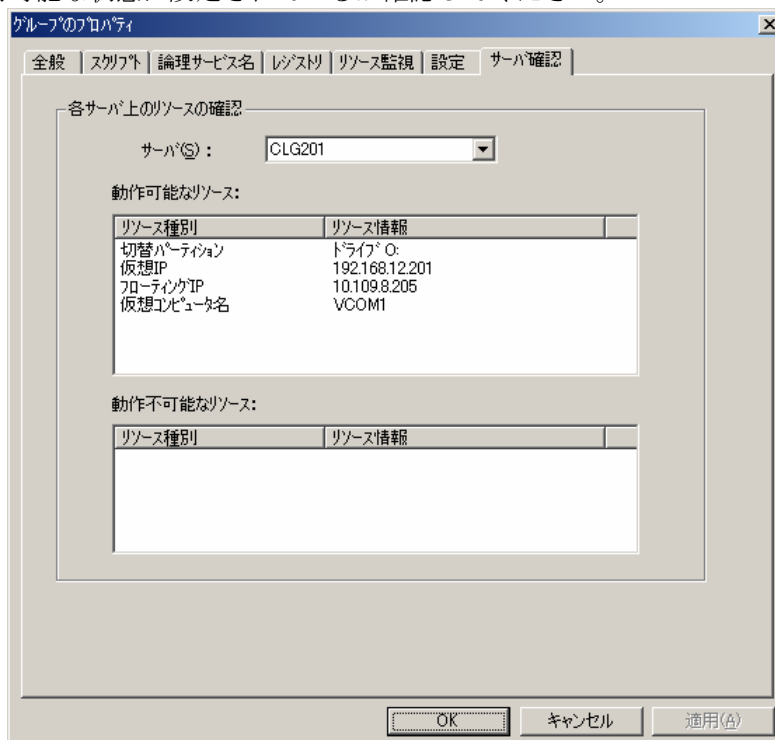 グループのプロパティ
全般 スクリプト 論理サービス名 レジストリ リソース監視 設定 サーバ確認
各サーバ上のリソースの確認
サーバ(S)： CLG201
動作可能なリソース:
リソース種別 リソース情報
切替パーティション ドライブ O:
仮想IP 192.168.12.201
フローティングIP 10.109.8.205
仮想コンピュータ名 VCOM1
動作不可能なリソース:
リソース種別 リソース情報
OK キャンセル 適用(A)